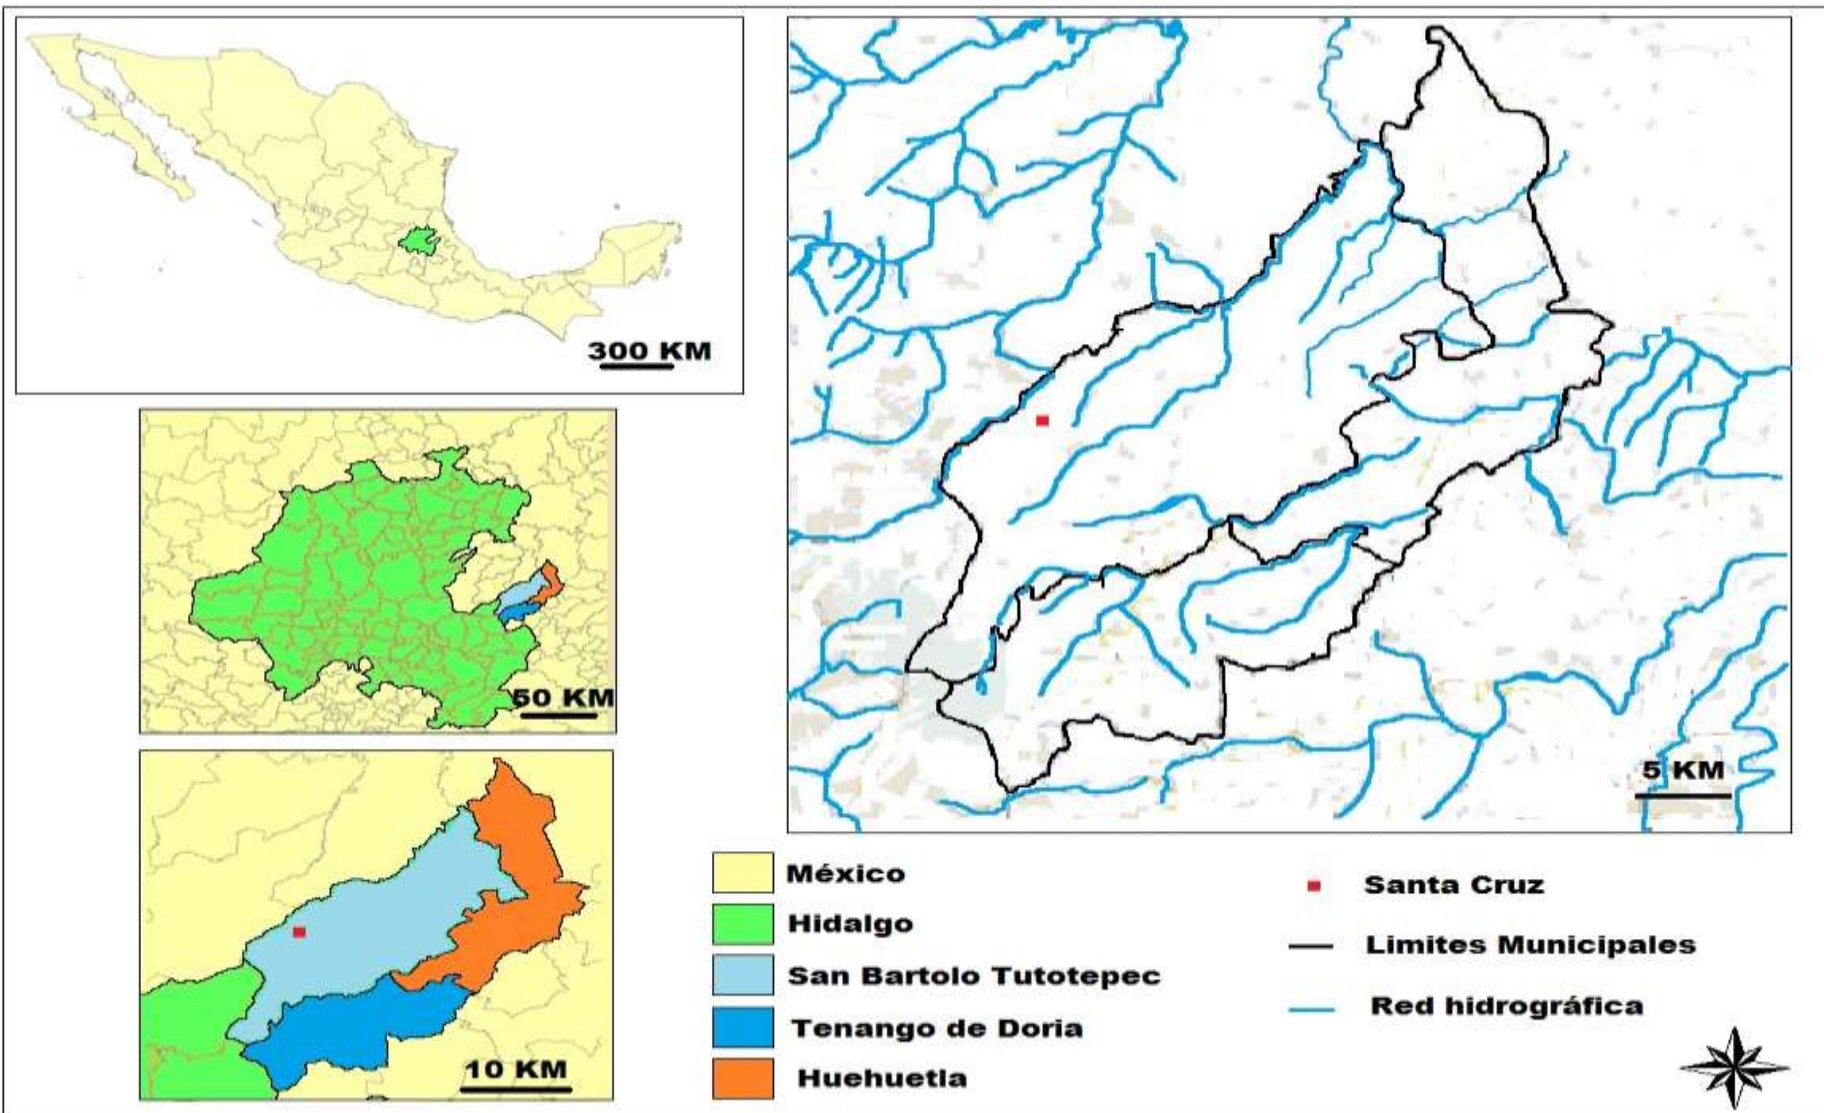 300 KM
50 KM
10 KM
5 KM
México
Hidalgo
San Bartolo Tutotepec
Tenango de Doria
Huehuetla
Santa Cruz
Limites Municipales
Red hidrográfica